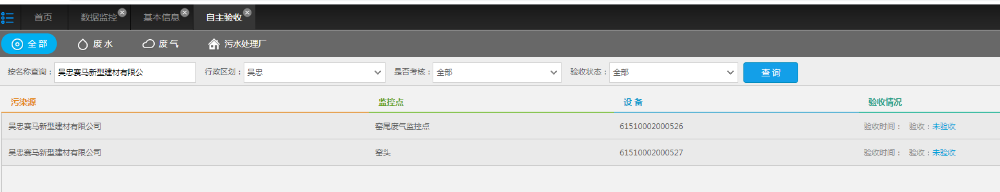 首页 数据监控 基本信息 自主验收
全 部 废 水 废 气 污水处理厂
按名称查询： 吴忠赛马新型建材有限公 行政区划： 吴忠 是否考核： 全部 验收状态： 全部 查 询
污染源 监控点 设 备 验收情况
吴忠赛马新型建材有限公司 窑尾废气监控点 61510002000526 验收时间： 验收：未验收
吴忠赛马新型建材有限公司 窑头 61510002000527 验收时间： 验收：未验收